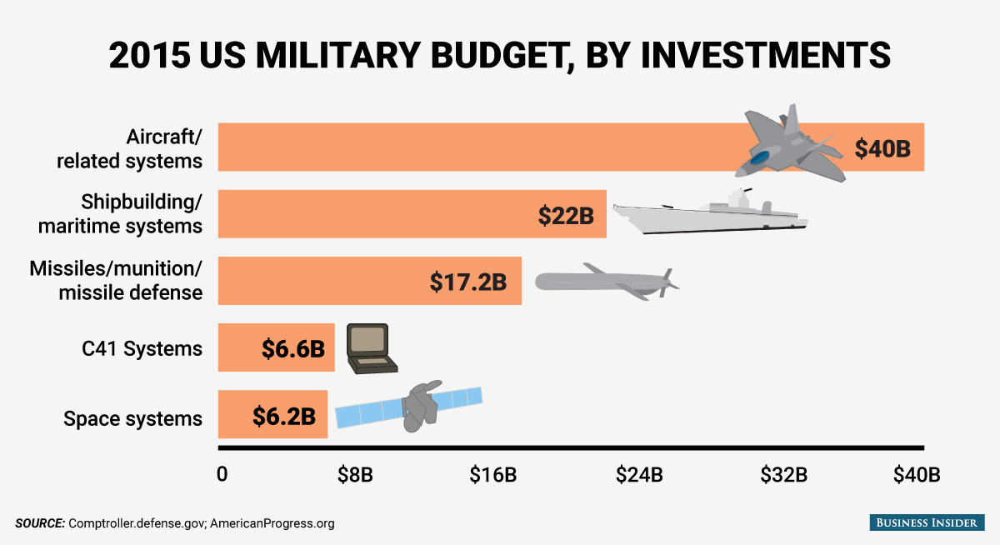 2015 US MILITARY BUDGET, BY INVESTMENTS
Aircraft/
related systems
$40B
Shipbuilding/
maritime systems
$22B
Missiles/munition/
missile defense
$17.2B
C41 Systems
$6.6B
Space systems
$6.2B
0 $8B $16B $24B $32B $40B
SOURCE: Comptroller.defense.gov; AmericanProgress.org
BUSINESS INSIDER